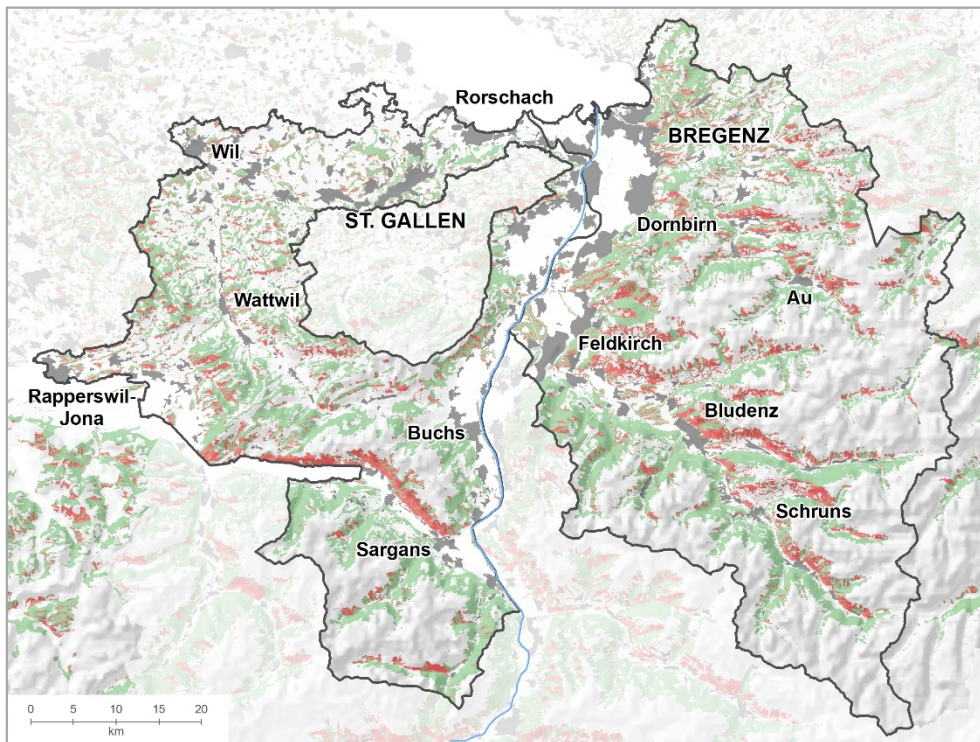 Rorschach
BREGENZ
Wil
ST. GALLEN
Dornbirn
Wattwil
Au
Feldkirch
Rapperswil-
Jona
Bludenz
Buchs
Schruns
Sargans
0 5 10 15 20
km